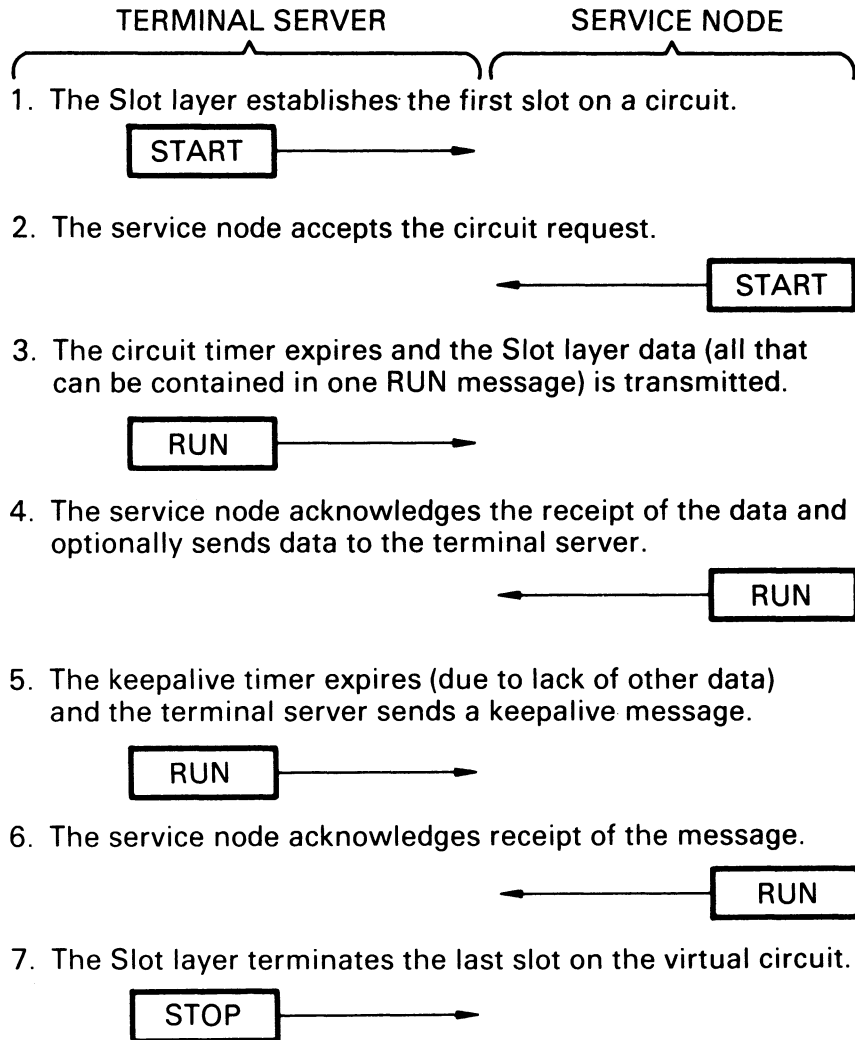 TERMINAL SERVER SERVICE NODE
1. The Slot layer establishes the first slot on a circuit.
START
2. The service node accepts the circuit request.
START
3. The circuit timer expires and the Slot layer data (all that
can be contained in one RUN message) is transmitted.
RUN
4. The service node acknowledges the receipt of the data and
optionally sends data to the terminal server.
RUN
5. The keepalive timer expires (due to lack of other data)
and the terminal server sends a keepalive message.
RUN
6. The service node acknowledges receipt of the message.
RUN
7. The Slot layer terminates the last slot on the virtual circuit.
STOP